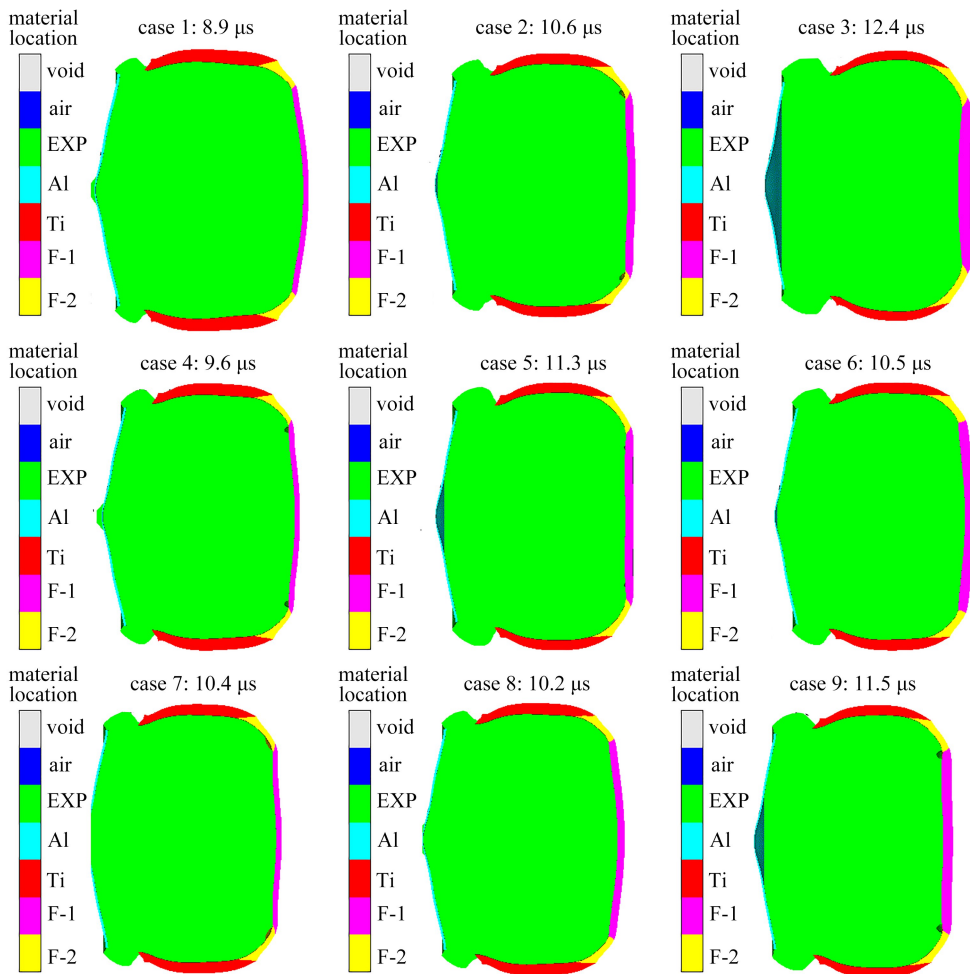 material
location
case 1: 8.9 μs
void
air
EXP
Al
Ti
F-1
F-2
material
location
case 2: 10.6 μs
void
air
EXP
Al
Ti
F-1
F-2
material
location
case 3: 12.4 μs
void
air
EXP
Al
Ti
F-1
F-2
material
location
case 4: 9.6 μs
void
air
EXP
Al
Ti
F-1
F-2
material
location
case 5: 11.3 μs
void
air
EXP
Al
Ti
F-1
F-2
material
location
case 6: 10.5 μs
void
air
EXP
Al
Ti
F-1
F-2
material
location
case 7: 10.4 μs
void
air
EXP
Al
Ti
F-1
F-2
material
location
case 8: 10.2 μs
void
air
EXP
Al
Ti
F-1
F-2
material
location
case 9: 11.5 μs
void
air
EXP
Al
Ti
F-1
F-2